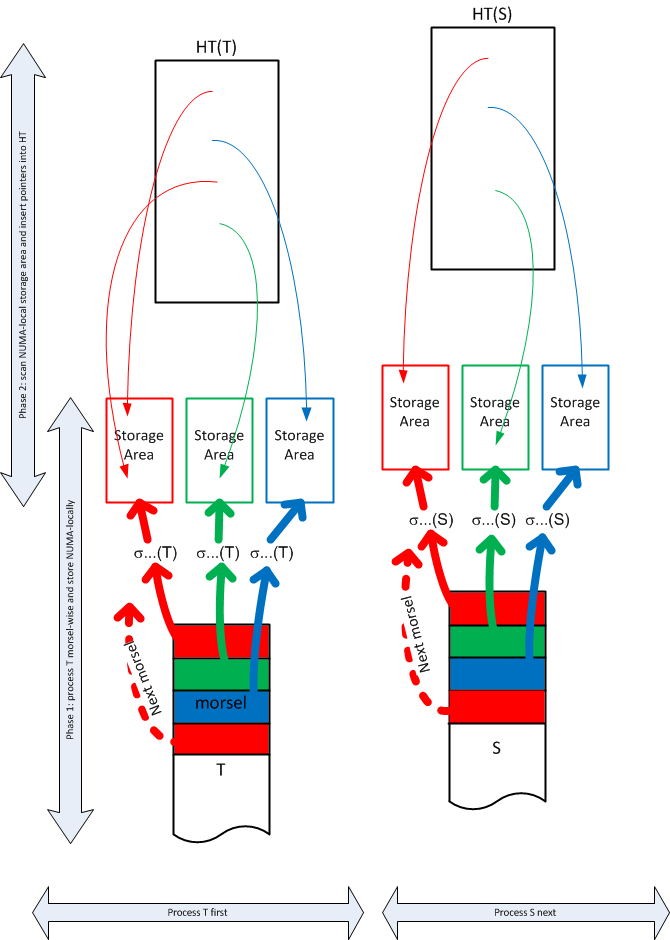 HT(T)
HT(S)
Phase 2: scan NUMA-local storage area and insert pointers into HT
Storage
Area
Storage
Area
Storage
Area
Storage
Area
Storage
Area
Storage
Area
Phase 1: process T morsel-wise and store NUMA-locally
σ...(T)
σ...(T)
σ...(T)
σ...(S)
σ...(S)
σ...(S)
Next morsel
morsel
T
Next morsel
S
Process T first
Process S next